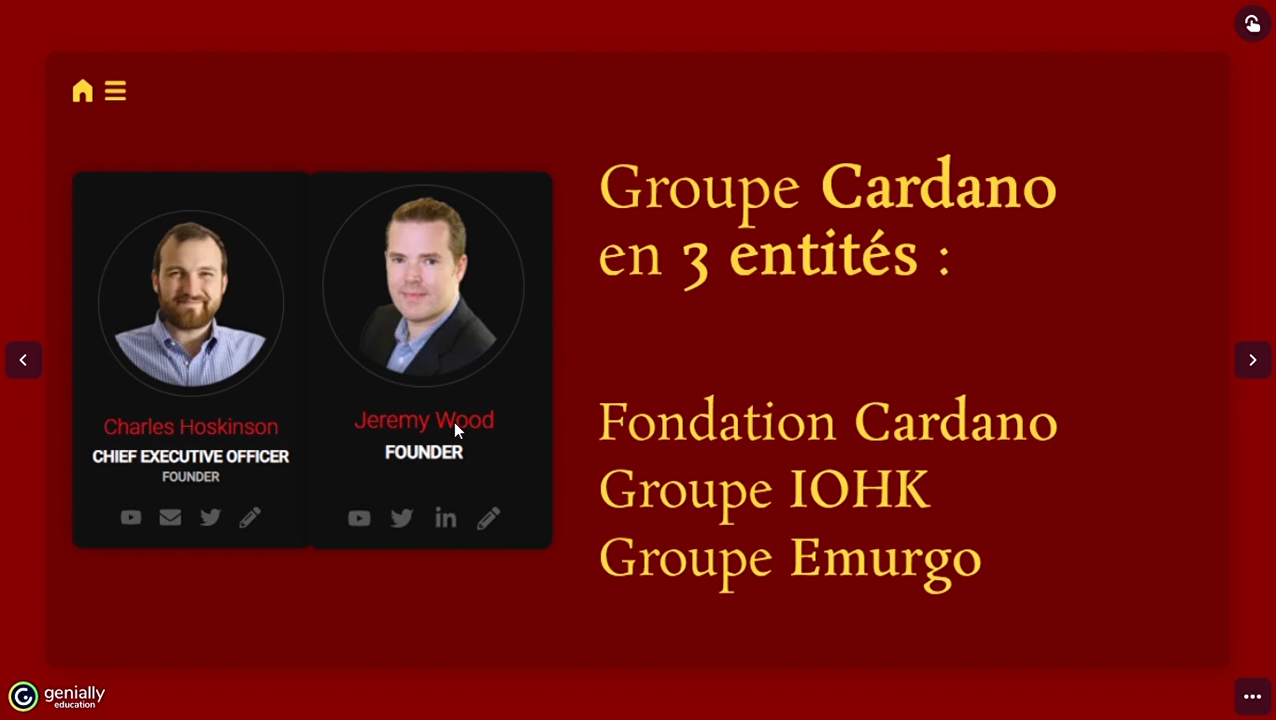 Groupe Cardano
en 3 entités :
Charles Hoskinson
CHIEF EXECUTIVE OFFICER
FOUNDER
Jeremy Wood
FOUNDER
Fondation Cardano
Groupe IOHK
Groupe Emurgo
genially
education